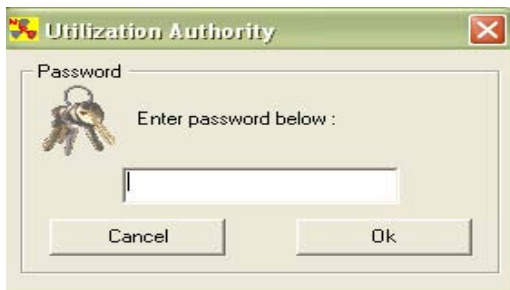 Utilization Authority
Password
Enter password below :
Cancel
Ok